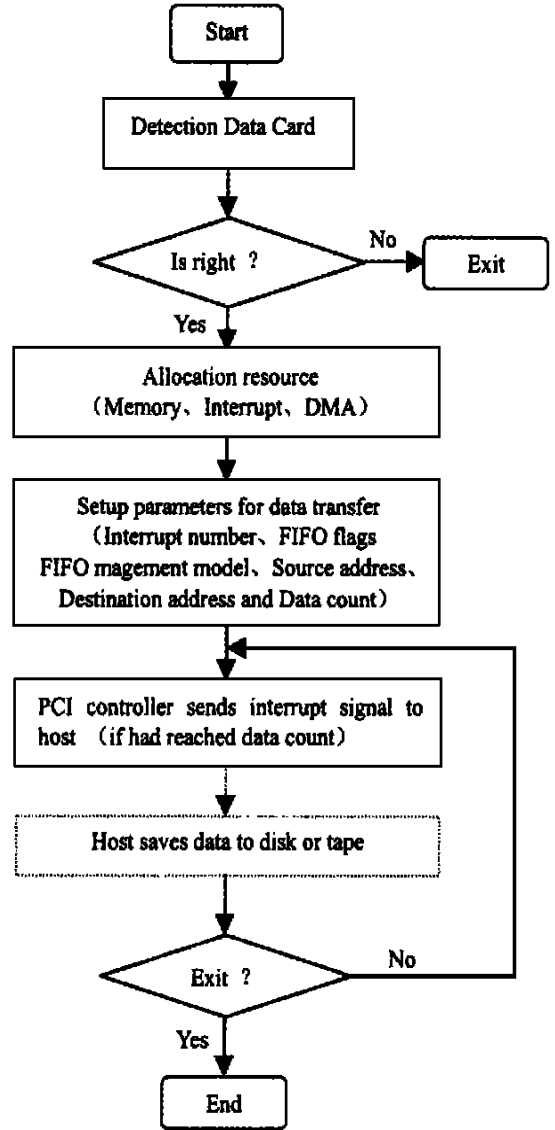 Start
Detection Data Card
Is right ?
No
Exit
Yes
Allocation resource
（Memory、Interrupt、DMA）
Setup parameters for data transfer
（Interrupt number、FIFO flags
FIFO magement model、Source address、
Destination address and Data count）
PCI controller sends interrupt signal to
host （if had reached data count）
Host saves data to disk or tape
Exit ?
No
Yes
End